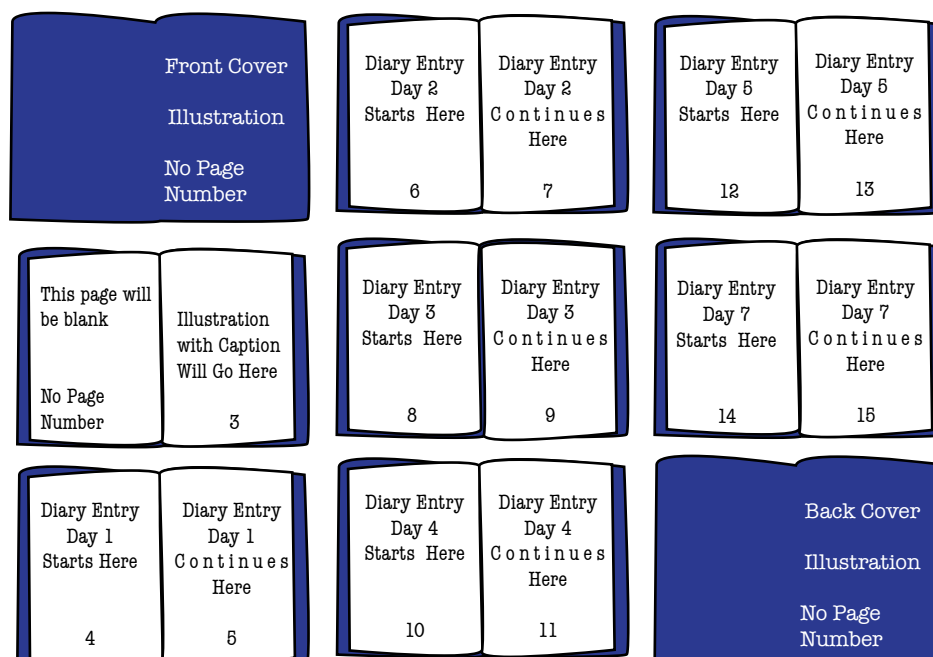 Front Cover
Illustration
No Page
Number
This page will
be blank
No Page
Number
Illustration
with Caption
Will Go Here
3
Diary Entry
Day 1
Starts Here
4
Diary Entry
Day 1
Continues
Here
5
Diary Entry
Day 2
Starts Here
6
Diary Entry
Day 2
Continues
Here
7
Diary Entry
Day 3
Starts Here
8
Diary Entry
Day 3
Continues
Here
9
Diary Entry
Day 4
Starts Here
10
Diary Entry
Day 4
Continues
Here
11
Diary Entry
Day 5
Starts Here
12
Diary Entry
Day 5
Continues
Here
13
Diary Entry
Day 7
Starts Here
14
Diary Entry
Day 7
Continues
Here
15
Back Cover
Illustration
No Page
Number